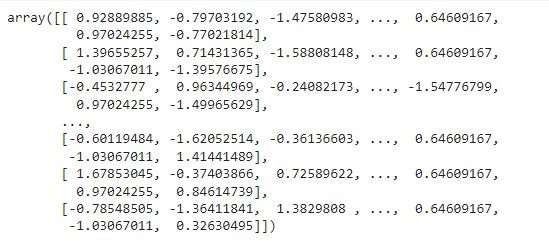 array([[ 0.92889885, -0.79703192, -1.47580983, ...,  0.64609167,
         0.97024255, -0.77021814],
       [ 1.39655257,  0.71431365, -1.58808148, ...,  0.64609167,
        -1.03067011, -1.39576675],
       [-0.4532777 ,  0.96344969, -0.24082173, ..., -1.54776799,
         0.97024255, -1.49965629],
       ...,
       [-0.60119484, -1.62052514, -0.36136603, ...,  0.64609167,
        -1.03067011,  1.41441489],
       [ 1.67853045, -0.37403866,  0.72589622, ...,  0.64609167,
         0.97024255,  0.84614739],
       [-0.78548505, -1.36411841,  1.3829808 , ...,  0.64609167,
        -1.03067011,  0.32630495]])